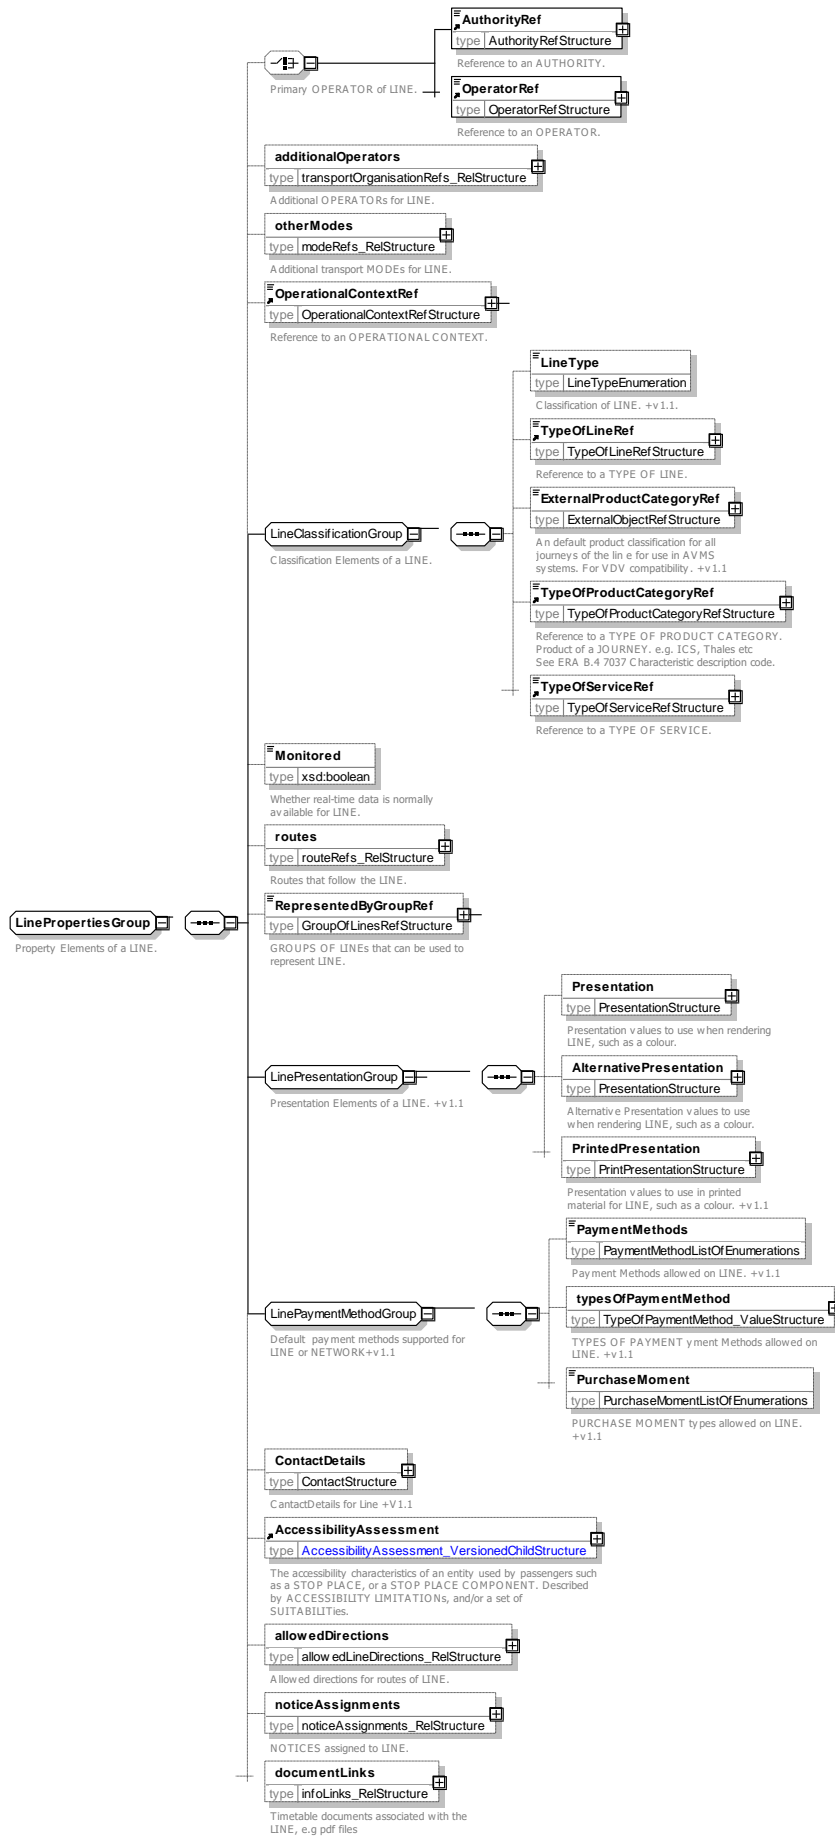 AuthorityRef
type AuthorityRefStructure
Reference to an AUTHORITY.
Primary OPERATOR of LINE.
OperatorRef
type OperatorRefStructure
Reference to an OPERATOR.
additionalOperators
type transportOrganisationRefs_RelStructure
Additional OPERATORs for LINE.
otherModes
type modeRefs_RelStructure
Additional transport MODEs for LINE.
OperationalContextRef
type OperationalContextRefStructure
Reference to an OPERATIONAL CONTEXT.
LineType
type LineTypeEnumeration
Classification of LINE. +v1.1.
TypeOfLineRef
type TypeOfLineRefStructure
Reference to a TYPE OF LINE.
ExternalProductCategoryRef
type ExternalObjectRefStructure
An default product classification for all
journeys of the lin e for use in AVMS
systems. For VDV compatibility. +v1.1
LineClassificationGroup
Classification Elements of a LINE.
TypeOfProductCategoryRef
type TypeOfProductCategoryRefStructure
Reference to a TYPE OF PRODUCT CATEGORY.
Product of a JOURNEY. e.g. ICS, Thales etc
See ERA B.4 7037 Characteristic description code.
TypeOfServiceRef
type TypeOfServiceRefStructure
Reference to a TYPE OF SERVICE.
Monitored
type xsd:boolean
Whether real-time data is normally
available for LINE.
routes
type routeRefs_RelStructure
Routes that follow the LINE.
LinePropertiesGroup
Property Elements of a LINE.
RepresentedByGroupRef
type GroupOfLinesRefStructure
GROUPS OF LINEs that can be used to
represent LINE.
Presentation
type PresentationStructure
Presentation values to use when rendering
LINE, such as a colour.
LinePresentationGroup
Presentation Elements of a LINE. +v1.1
AlternativePresentation
type PresentationStructure
Alternative Presentation values to use
when rendering LINE, such as a colour.
PrintedPresentation
type PrintPresentationStructure
Presentation values to use in printed
material for LINE, such as a colour. +v1.1
PaymentMethods
type PaymentMethodListOfEnumerations
Payment Methods allowed on LINE. +v1.1
LinePaymentMethodGroup
Default payment methods supported for
LINE or NETWORK+v1.1
typesOfPaymentMethod
type TypeOfPaymentMethod_ValueStructure
TYPES OF PAYMENT yment Methods allowed on
LINE. +v1.1
PurchaseMoment
type PurchaseMomentListOfEnumerations
PURCHASE MOMENT types allowed on LINE.
+v1.1
ContactDetails
type ContactStructure
CantactDetails for Line +V1.1
AccessibilityAssessment
type AccessibilityAssessment_VersionedChildStructure
The accessibility characteristics of an entity used by passengers such
as a STOP PLACE, or a STOP PLACE COMPONENT. Described
by ACCESSIBILITY LIMITATIONs, and/or a set of
SUITABILITIes.
allowedDirections
type allowedLineDirections_RelStructure
Allowed directions for routes of LINE.
noticeAssignments
type noticeAssignments_RelStructure
NOTICES assigned to LINE.
documentLinks
type infoLinks_RelStructure
Timetable documents associated with the
LINE, e.g pdf files